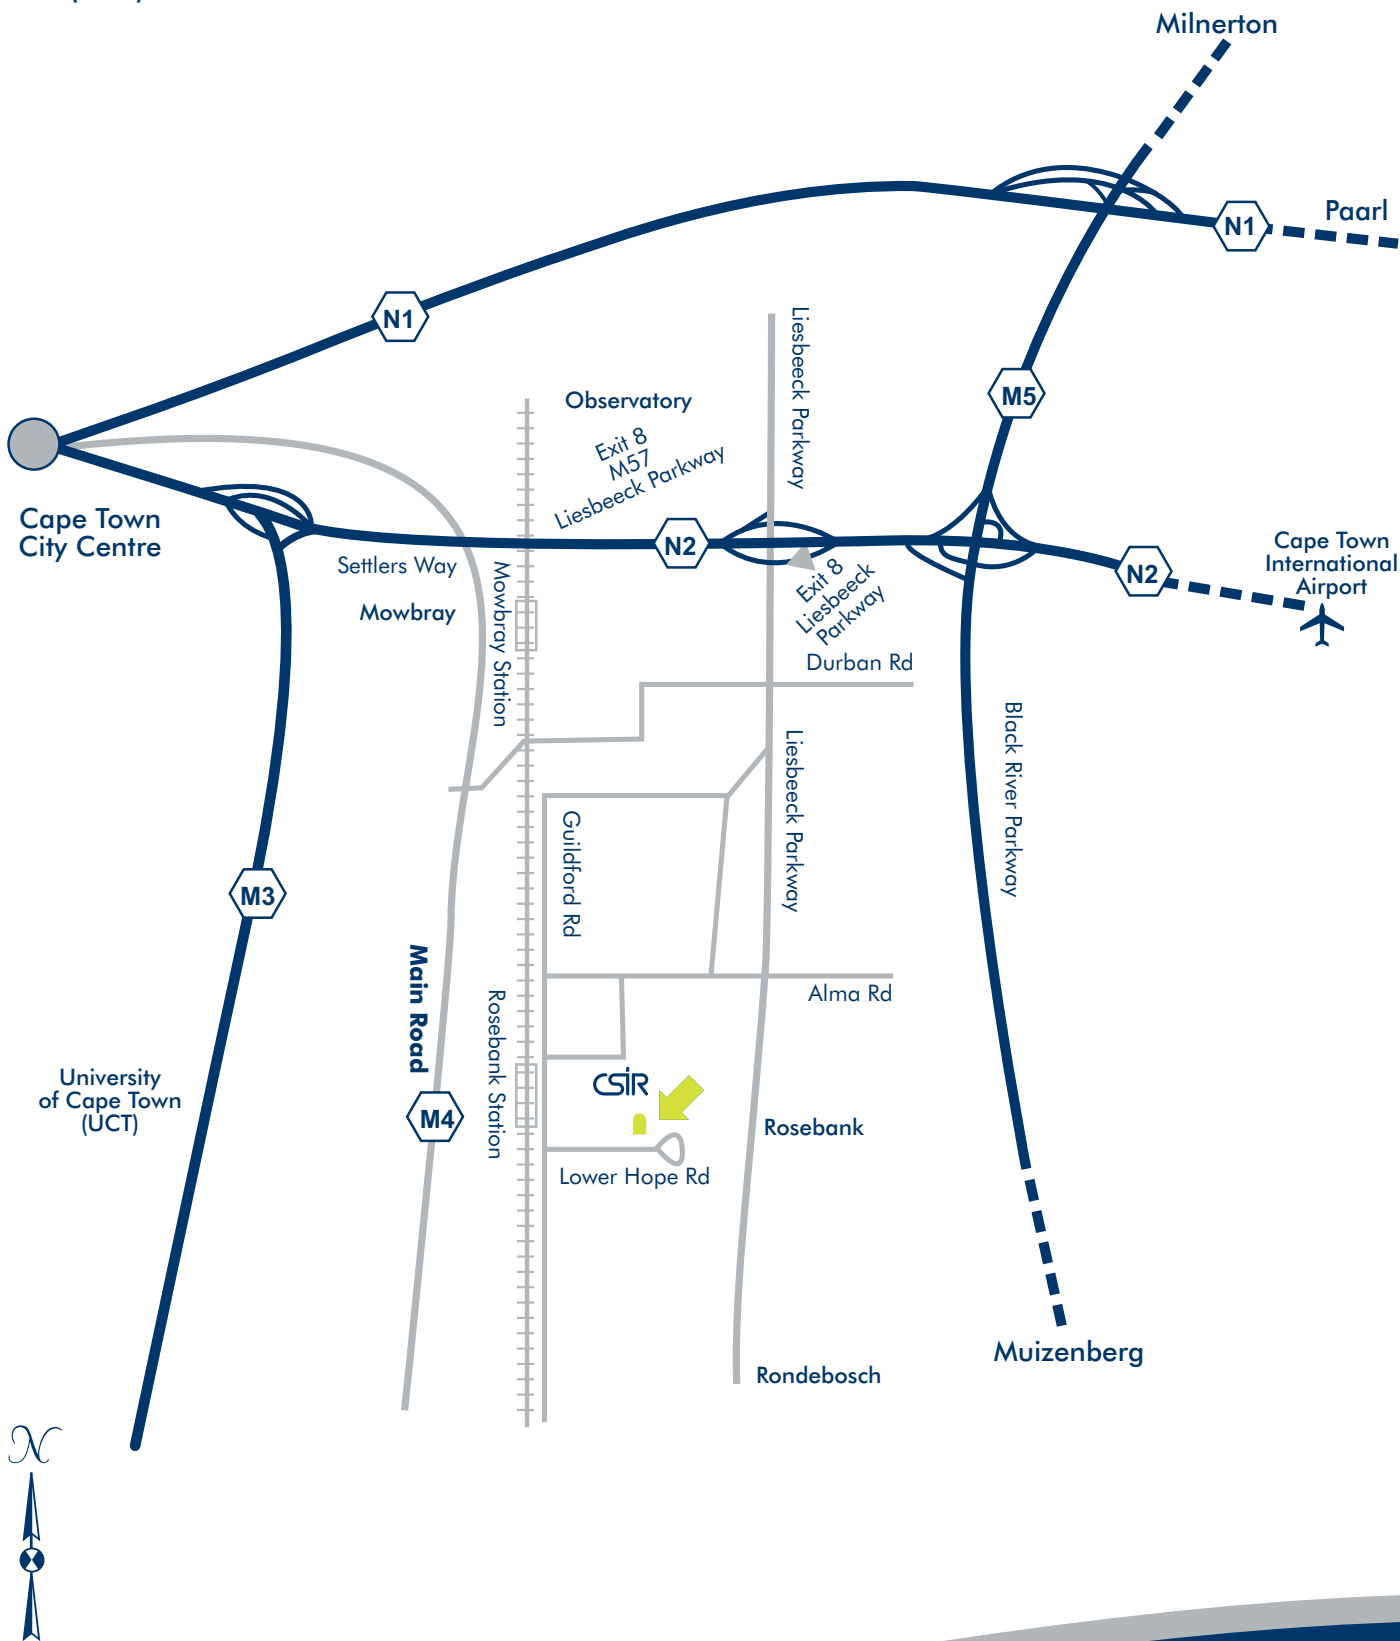 Milnerton
Paarl
N1
N1
M5
Liesbeeck Parkway
Observatory
Exit 8
M57
Liesbeeck Parkway
Cape Town
City Centre
N2
Settlers Way
Mowbray
Mowbray Station
Exit 8
Liesbeeck
Parkway
N2
Cape Town
International
Airport
Durban Rd
Black River Parkway
Liesbeeck Parkway
Guildford Rd
M3
Main Road
Alma Rd
Rosebank Station
University
of Cape Town
(UCT)
CSIR
M4
Rosebank
Lower Hope Rd
Muizenberg
Rondebosch
N